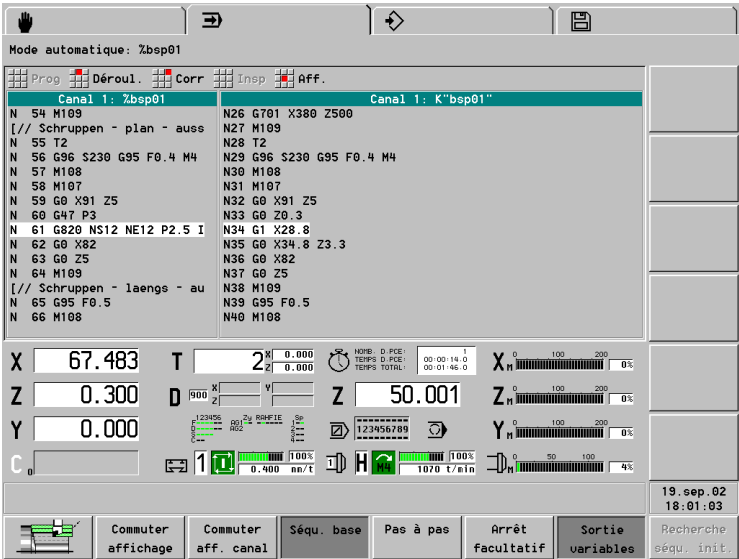 Mode automatique: %bsp01
Prog Déroul. Corr Insp Aff.
Canal 1: %bsp01
N 54 M109
[// Schruppen - plan - auss
N 55 T2
N 56 G96 S230 G95 F0.4 M4
N 57 M108
N 58 M107
N 59 G0 X91 Z5
N 60 G47 P3
N 61 G820 NS12 NE12 P2.5 I
N 62 G0 X82
N 63 G0 Z5
N 64 M109
[// Schruppen - laengs - au
N 65 G95 F0.5
N 66 M108
Canal 1: K"bsp01"
N26 G701 X380 Z500
N27 M109
N28 T2
N29 G96 S230 G95 F0.4 M4
N30 M108
N31 M107
N32 G0 X91 Z5
N33 G0 Z0.3
N34 G1 X28.8
N35 G0 X34.8 Z3.3
N36 G0 X82
N37 G0 Z5
N38 M109
N39 G95 F0.5
N40 M108
X 67.483 T 2 X 0.000 Z 0.000
NOMB. D.PCE: 1
TEMPS D.PCE: 00:00:14.0
TEMPS TOTAL: 00:01:46.0
X M 0 100 200 0%
Z 0.300 D 900 X Z Y Z 50.001
Z M 0 100 200 0%
Y 0.000 123456 Zy RAHFIE Sp
AG1
AG2
123456789
Y M 0 100 200 0%
C 0 1 100% 0.400 mm/t 1 H M4 100% 1070 t/min
M 0 50 100 4%
19.sep.02
18:01:03
Commuter affichage
Commuter aff. canal
Séqu. base
Pas à pas
Arrêt facultatif
Sortie variables
Recherche séqu. init.